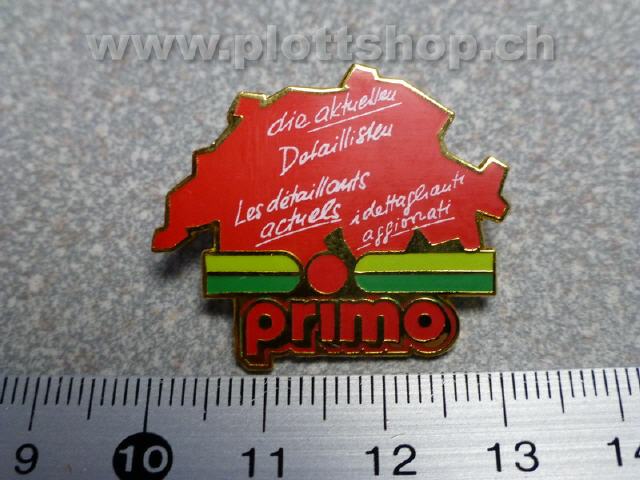 www.plottshop.ch
die aktuellen
Detaillisten
Les détaillants
actuels
i dettaglianti
aggiornati
primo
9 10 11 12 13 14